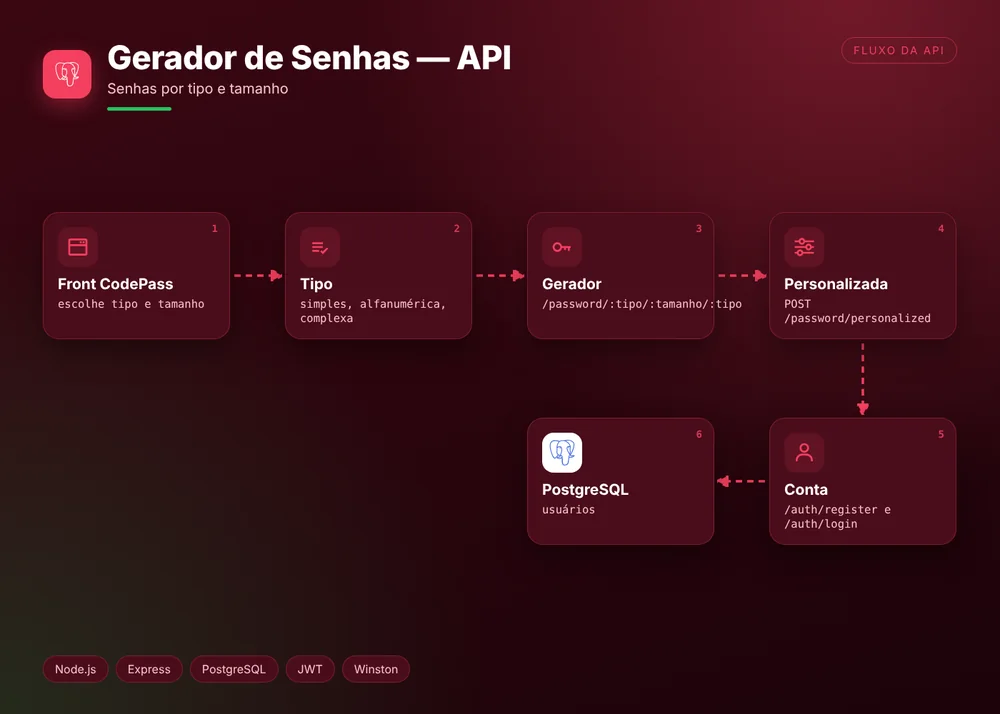 Gerador de Senhas — API
Senhas por tipo e tamanho
FLUXO DA API
1
Front CodePass
escolhe tipo e tamanho
2
Tipo
simples, alfanumérica,
complexa
3
Gerador
/password/:tipo/:tamanho/:tipo
4
Personalizada
POST
/password/personalized
5
Conta
/auth/register e
/auth/login
6
PostgreSQL
usuários
Node.js
Express
PostgreSQL
JWT
Winston